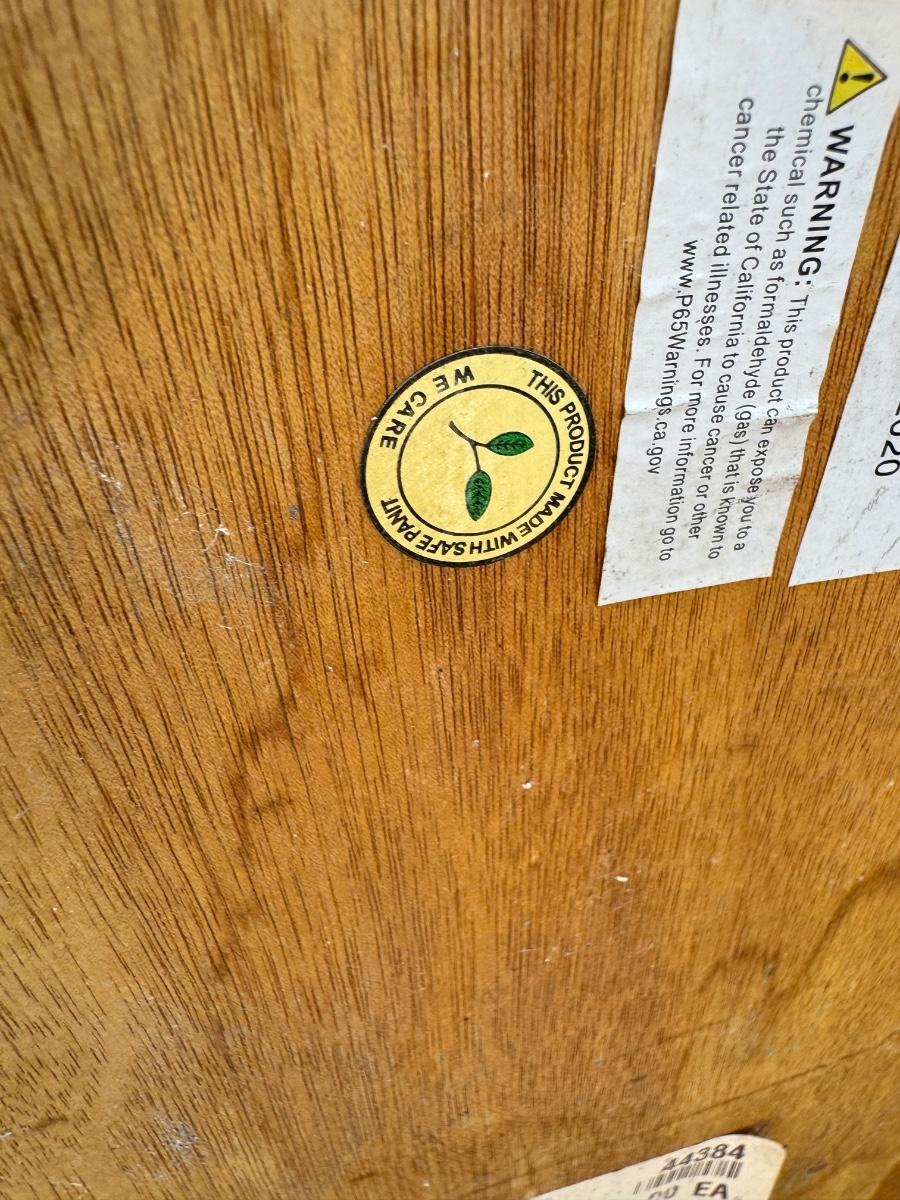 WARNING: This product can expose you to a
chemical such as formaldehyde (gas) that is known to
the State of California to cause cancer or other
cancer related illnesses. For more information go to
www.P65Warnings.ca.gov
THIS PRODUCT MADE WITH SAFE PANIT
WE CARE
44384
EA